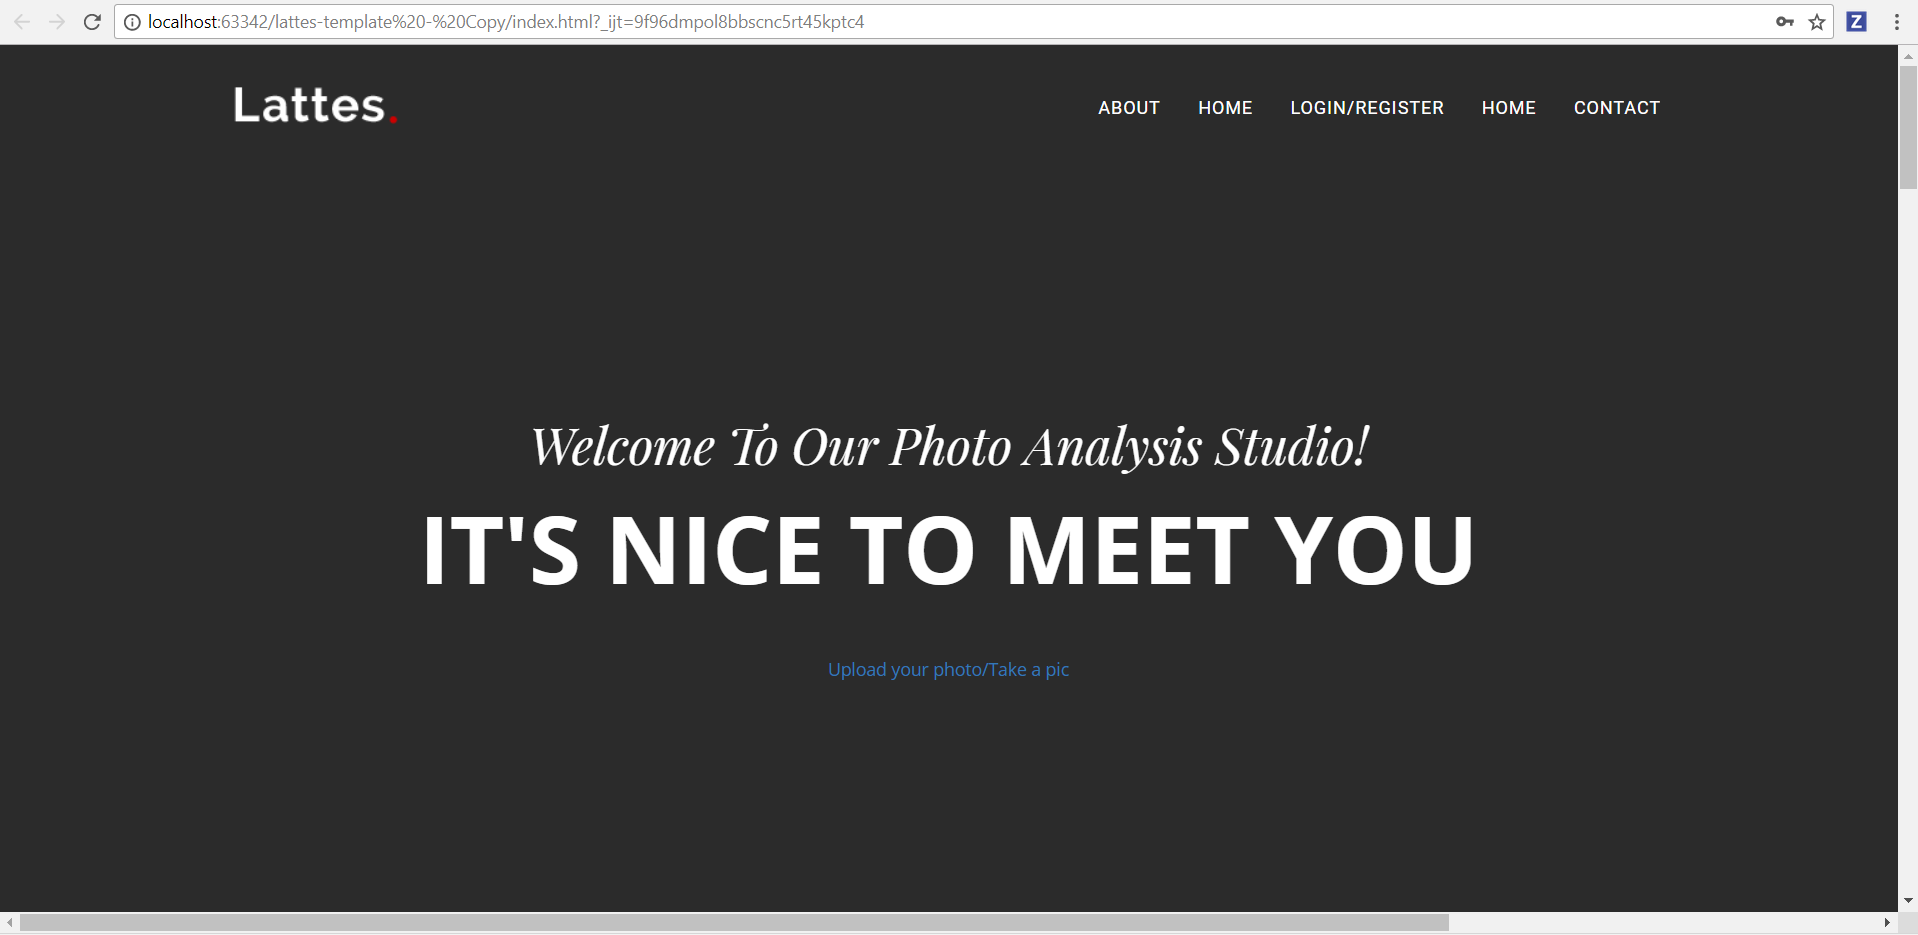 localhost:63342/lattes-template%20-%20Copy/index.html?_ijt=9f96dmpol8bbscnc5rt45kptc4
Z
Lattes.
ABOUT HOME LOGIN/REGISTER HOME CONTACT
Welcome To Our Photo Analysis Studio!
IT'S NICE TO MEET YOU
Upload your photo/Take a pic